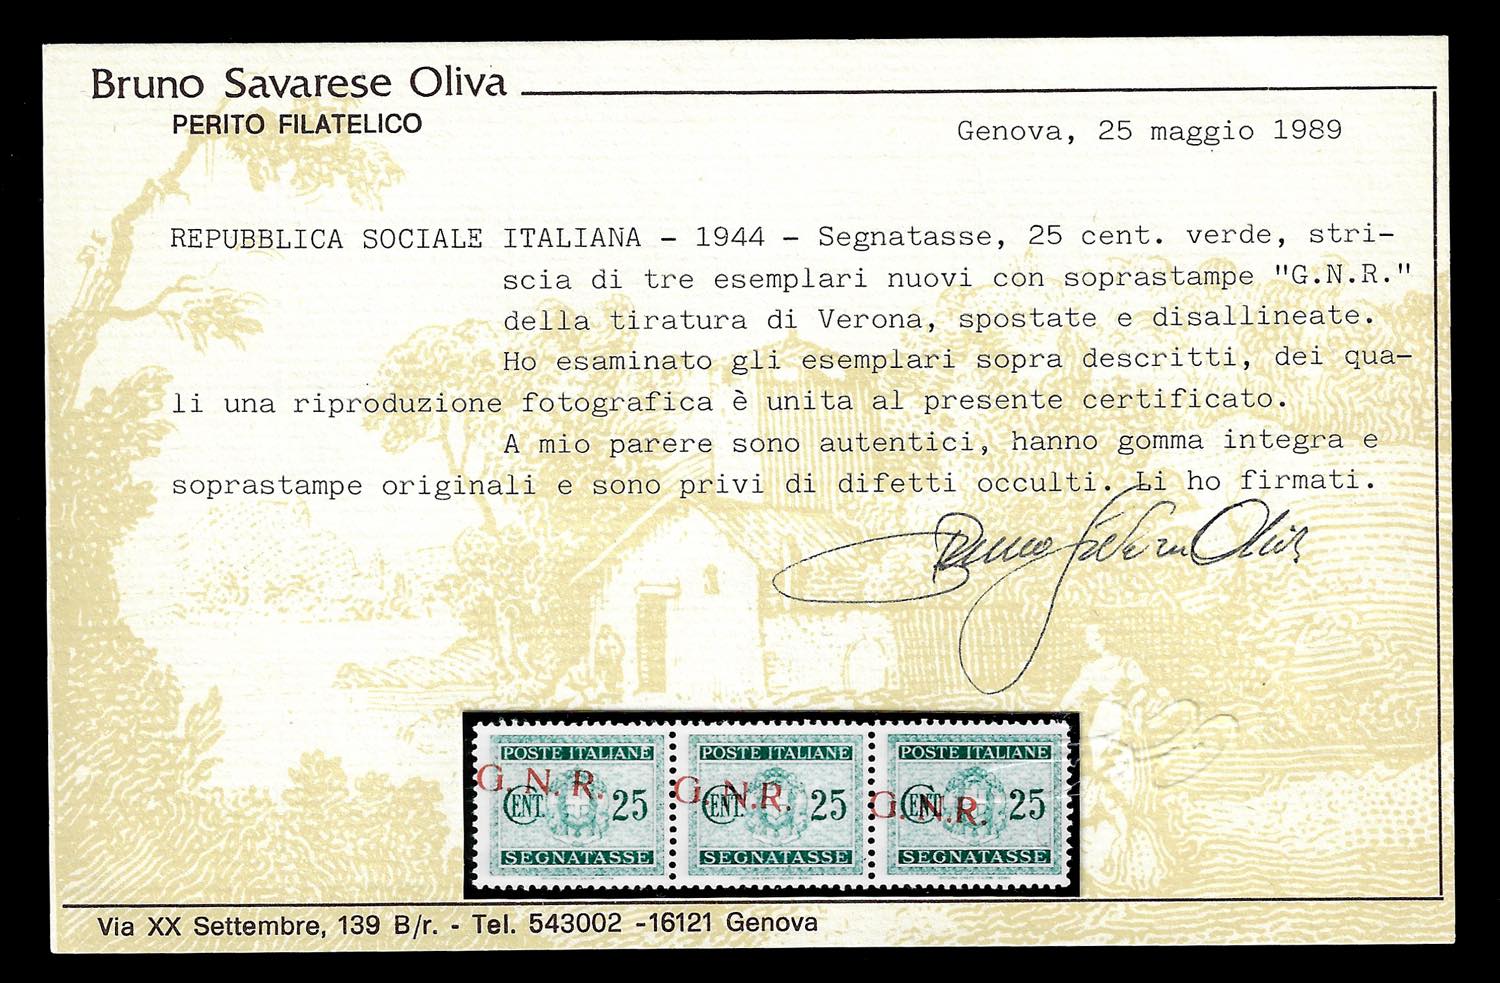 Bruno Savarese Oliva
PERITO FILATELICO
Genova, 25 maggio 1989
REPUBBLICA SOCIALE ITALIANA - 1944 - Segnatasse, 25 cent. verde, stri-
scia di tre esemplari nuovi con soprastampe "G.N.R."
della tiratura di Verona, spostate e disallineate.
Ho esaminato gli esemplari sopra descritti, dei qua-
li una riproduzione fotografica è unita al presente certificato.
A mio parere sono autentici, hanno gomma integra e
soprastampe originali e sono privi di difetti occulti. Li ho firmati.
Bruno Savarese Oliva
POSTE ITALIANE POSTE ITALIANE POSTE ITALIANE
G. N. R. G. N. R. G. N. R.
CENT. 25 CENT. 25 CENT. 25
SEGNATASSE SEGNATASSE SEGNATASSE
Via XX Settembre, 139 B/r. - Tel. 543002 -16121 Genova